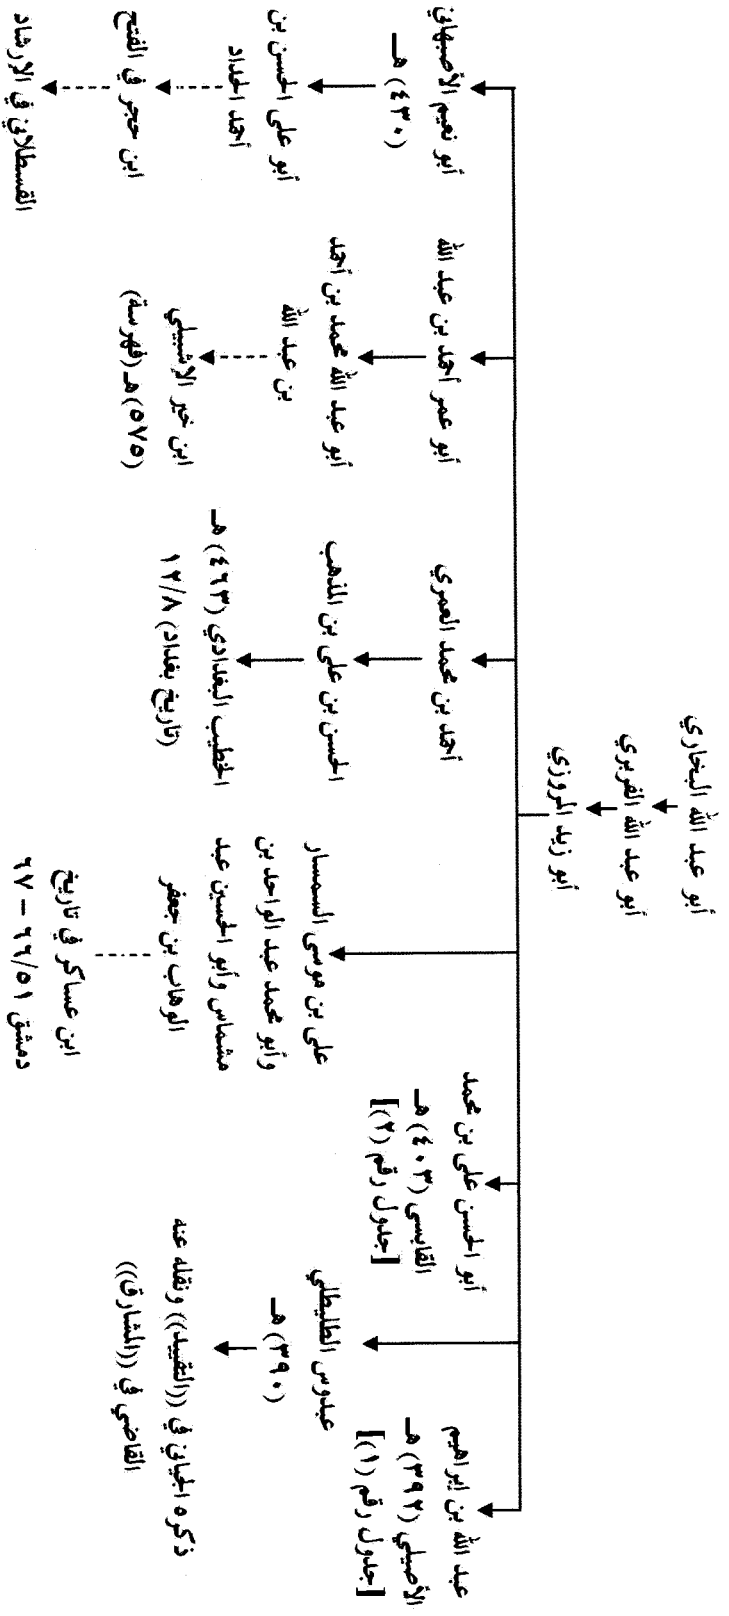 أبو عبد الله البخاري
أبو عبد الله الفربري
أبو زيد المروزي
عبد الله بن إبراهيم
الأصيلي (٣٩٢) هـ
[جدول رقم (١)]
عبدوس الطليطلي
(٣٩٠) هـ
ذكره الجياني في ((التقييد)) ونقله عنه
القاضي في ((المشارق))
أبو الحسن علي بن محمد
القابسي (٤٠٣) هـ
[جدول رقم (٢)]
علي بن موسى السمسار
وأبو محمد عبد الواحد بن
مشماس وأبو الحسين عبد
الوهاب بن جعفر
ابن عساكر في تاريخ
دمشق ٦٦/٥١ – ٦٧
أحمد بن محمد العمري
الحسن بن علي بن المذهب
الخطيب البغدادي (٤٦٣) هـ
(تاريخ بغداد) ١٢/٨
أبو عمر أحمد بن عبد الله
أبو عبد الله محمد بن أحمد
بن عبد الله
ابن خير الإشبيلي
(٥٧٥) هـ (فهرسة)
أبو نعيم الأصبهاني
(٤٣٠) هـ
أبو علي الحسن بن
أحمد الحداد
ابن حجر في الفتح
القسطلاني في الإرشاد